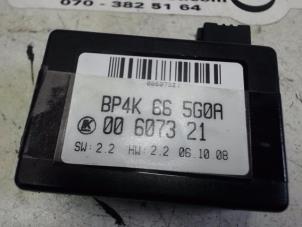 070 - 382 51 64
BP4K 66 5G0A
00 6073 21
SW: 2.2 HW: 2.2 06.10.08